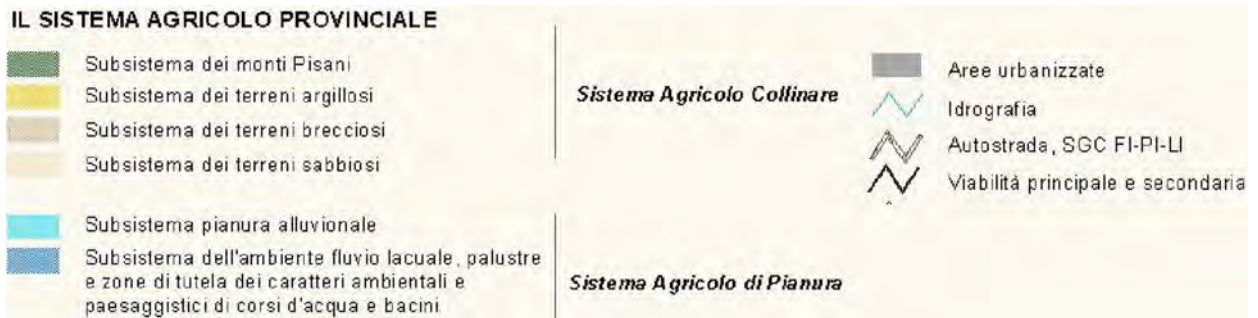 IL SISTEMA AGRICOLO PROVINCIALE
Subsistema dei monti Pisani
Subsistema dei terreni argillosi
Subsistema dei terreni brecciosi
Subsistema dei terreni sabbiosi
Sistema Agricolo Collinare
Subsistema pianura alluvionale
Subsistema dell'ambiente fluvio lacuale, palustre
e zone di tutela dei caratteri ambientali e
paesaggistici di corsi d'acqua e bacini
Sistema Agricolo di Pianura
Aree urbanizzate
Idrografia
Autostrada, SGC FI-PI-LI
Viabilità principale e secondaria